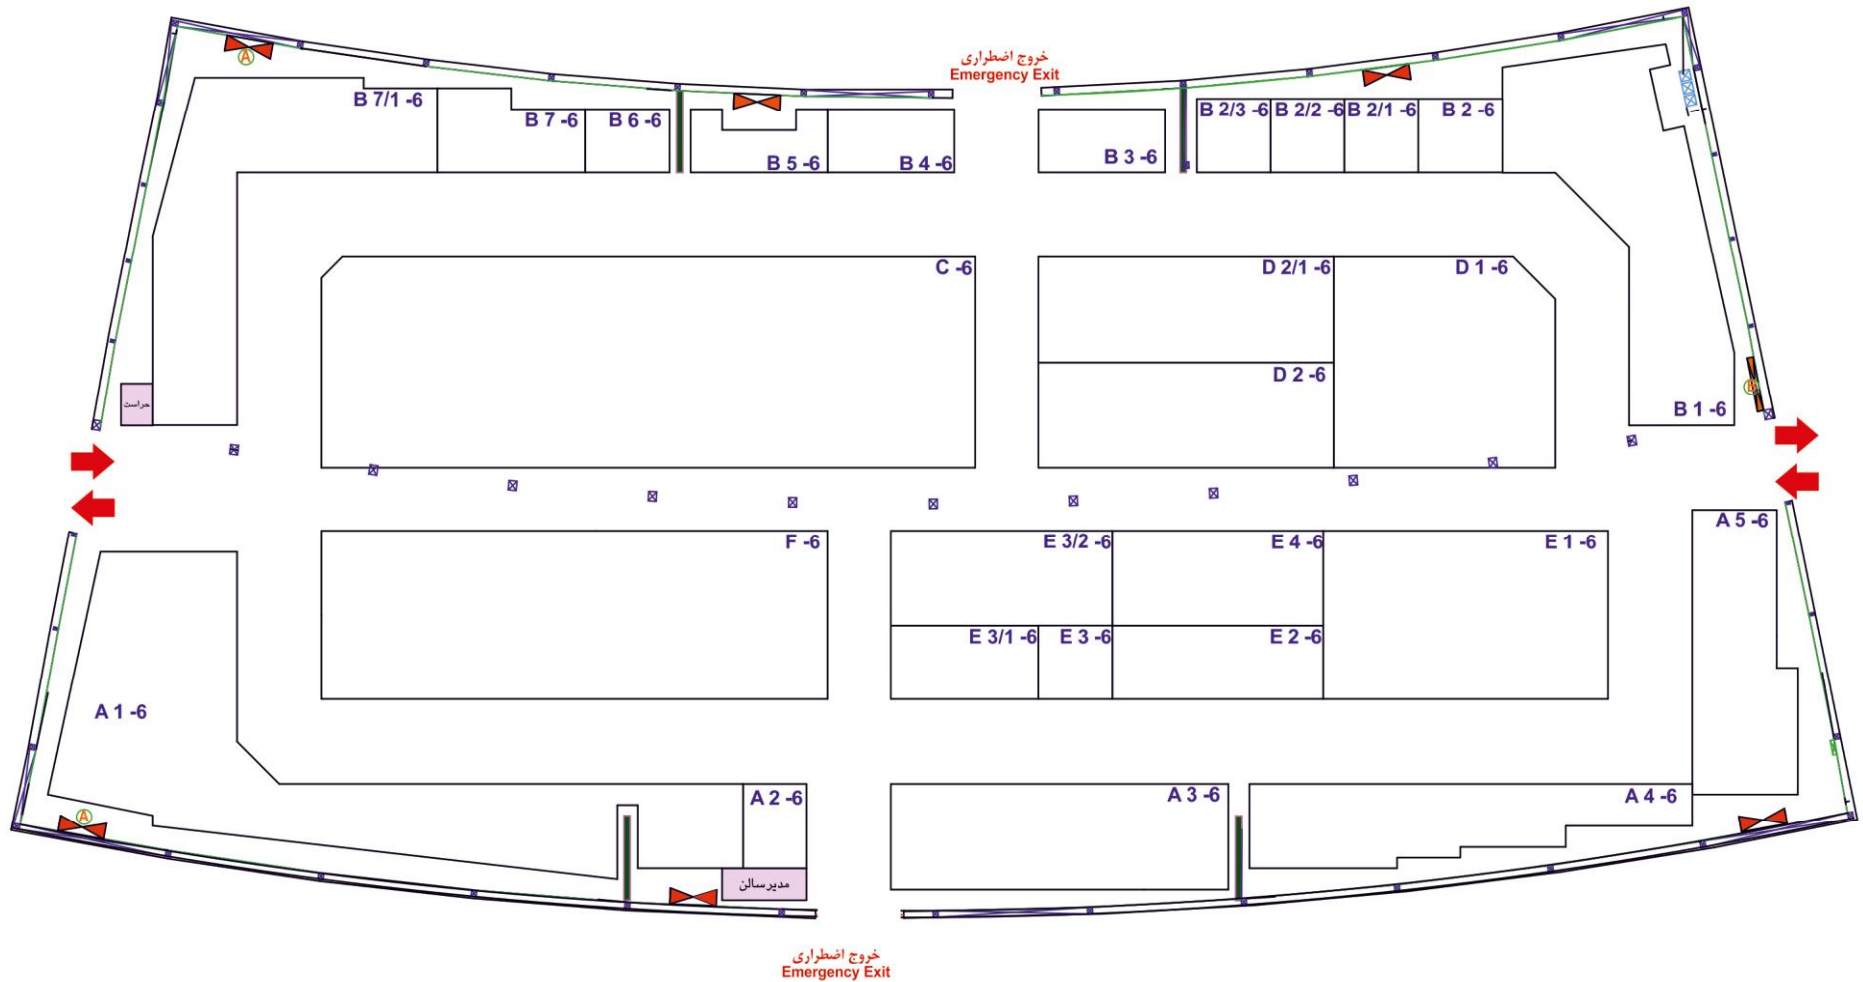 خروج اضطراری
Emergency Exit
A
B 7/1 -6
B 7 -6
B 6 -6
B 5 -6
B 4 -6
B 3 -6
B 2/3 -6
B 2/2 -6
B 2/1 -6
B 2 -6
C -6
D 2/1 -6
D 1 -6
D 2 -6
B
حراست
B 1 -6
A 5 -6
F -6
E 3/2 -6
E 4 -6
E 1 -6
E 3/1 -6
E 3 -6
E 2 -6
A 1 -6
A 2 -6
A 3 -6
A 4 -6
A
مدیر سالن
خروج اضطراری
Emergency Exit